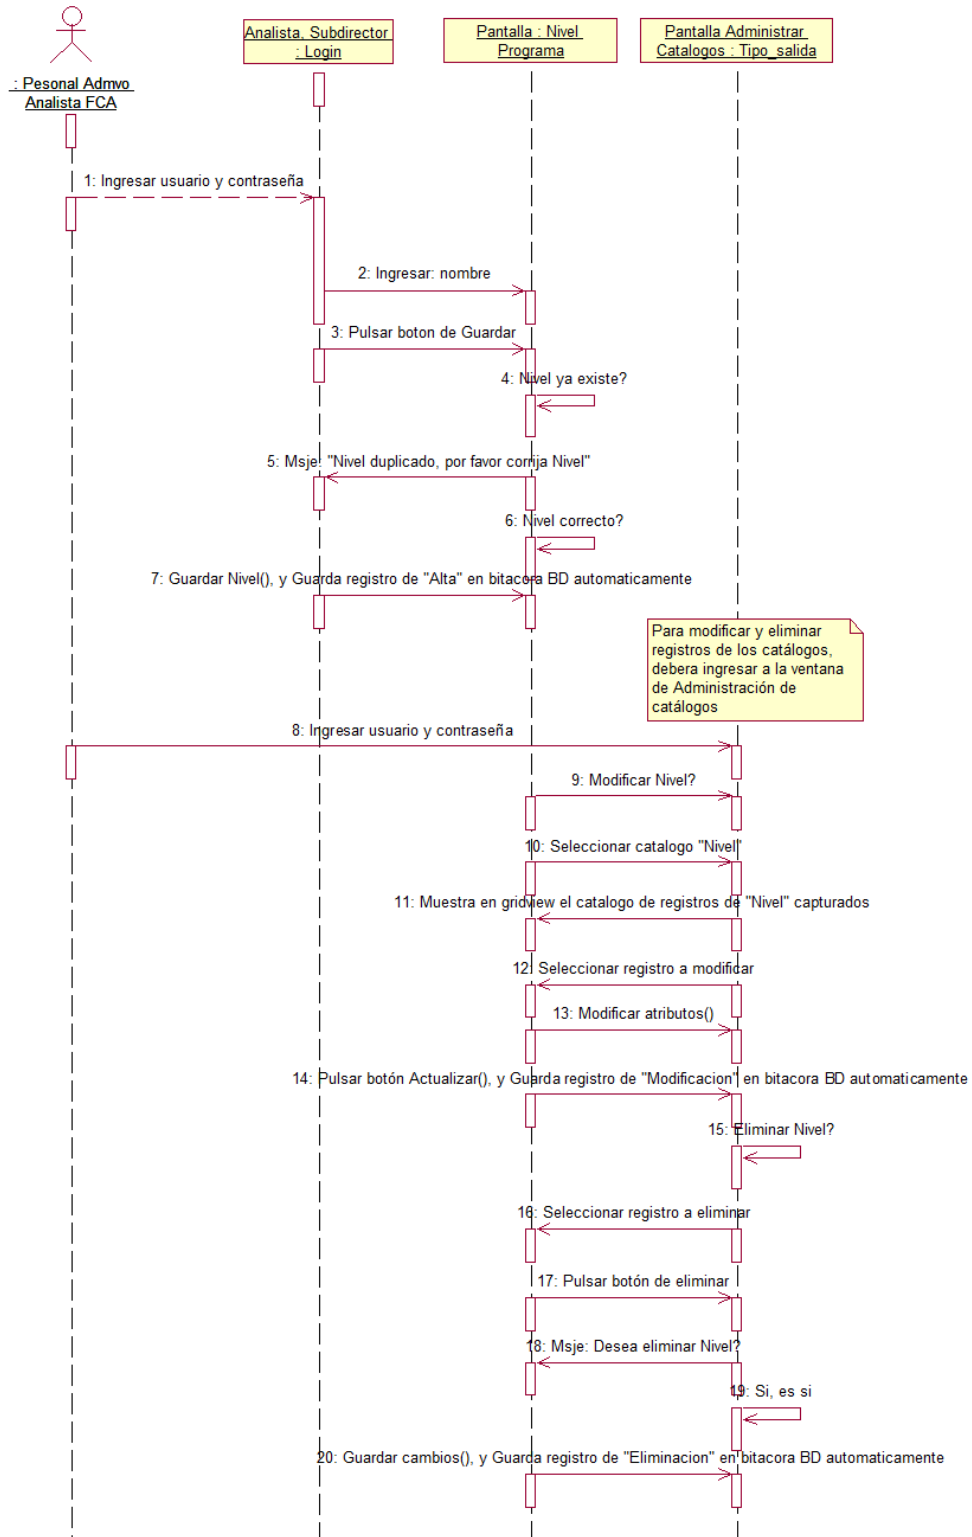 : Pesonal Admvo
Analista FCA
Analista, Subdirector
: Login
Pantalla : Nivel
Programa
Pantalla Administrar
Catalogos : Tipo_salida
1: Ingresar usuario y contraseña
2: Ingresar: nombre
3: Pulsar boton de Guardar
4: Nivel ya existe?
5: Msje: "Nivel duplicado, por favor corrija Nivel"
6: Nivel correcto?
7: Guardar Nivel(), y Guarda registro de "Alta" en bitacora BD automaticamente
Para modificar y eliminar
registros de los catálogos,
debera ingresar a la ventana
de Administración de
catálogos
8: Ingresar usuario y contraseña
9: Modificar Nivel?
10: Seleccionar catalogo "Nivel"
11: Muestra en gridview el catalogo de registros de "Nivel" capturados
12: Seleccionar registro a modificar
13: Modificar atributos()
14: Pulsar botón Actualizar(), y Guarda registro de "Modificacion" en bitacora BD automaticamente
15: Eliminar Nivel?
16: Seleccionar registro a eliminar
17: Pulsar botón de eliminar
18: Msje: Desea eliminar Nivel?
19: Si, es si
20: Guardar cambios(), y Guarda registro de "Eliminacion" en bitacora BD automaticamente